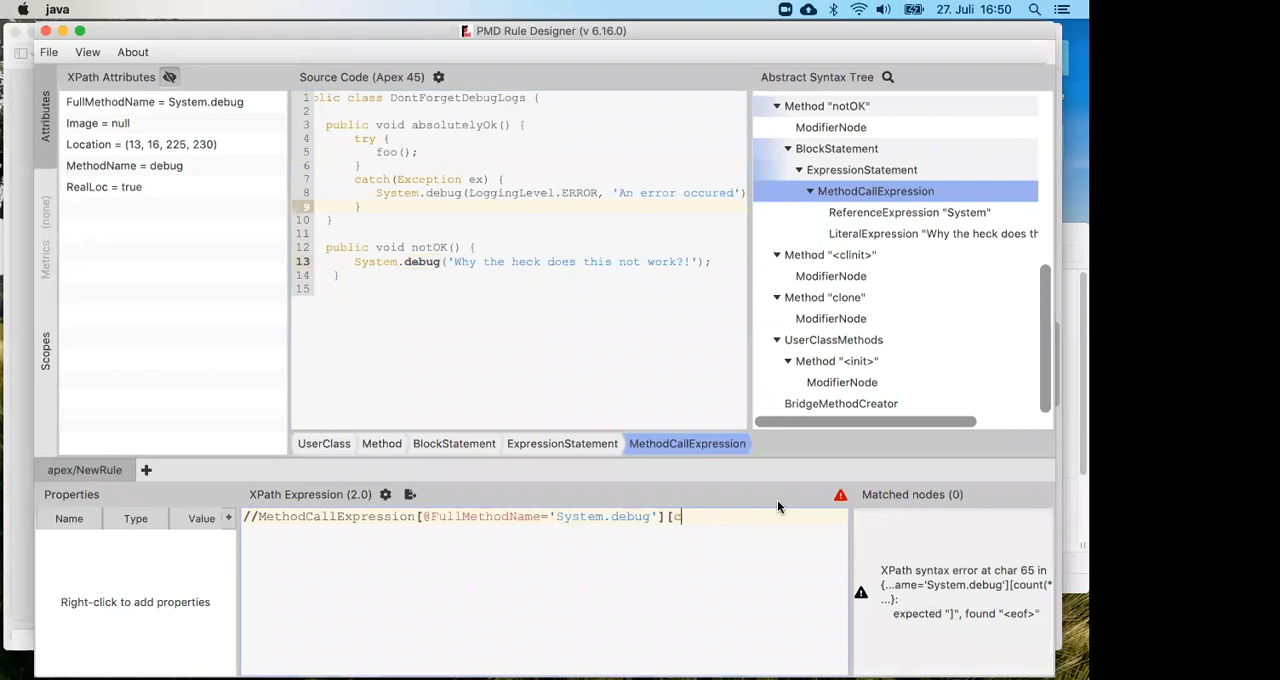 java
27. Juli 16:50
PMD Rule Designer (v 6.16.0)
File View About
XPath Attributes
Source Code (Apex 45)
Abstract Syntax Tree
Attributes
Metrics (none)
Scopes
FullMethodName = System.debug
Image = null
Location = (13, 16, 225, 230)
MethodName = debug
RealLoc = true
1 olic class DontForgetDebugLogs {
2
3 public void absolutelyOk() {
4 try {
5 foo();
6 }
7 catch(Exception ex) {
8 System.debug(LoggingLevel.ERROR, 'An error occured')
9 }
10 }
11
12 public void notOK() {
13 System.debug('Why the heck does this not work?!');
14 }
15
Method "notOK"
ModifierNode
BlockStatement
ExpressionStatement
MethodCallExpression
ReferenceExpression "System"
LiteralExpression "Why the heck does th
Method "<clinit>"
ModifierNode
Method "clone"
ModifierNode
UserClassMethods
Method "<init>"
ModifierNode
BridgeMethodCreator
UserClass Method BlockStatement ExpressionStatement MethodCallExpression
apex/NewRule +
Properties
Name Type Value +
Right-click to add properties
XPath Expression (2.0)
//MethodCallExpression[@FullMethodName='System.debug'][c
Matched nodes (0)
XPath syntax error at char 65 in
{...ame='System.debug'][count(*
...}:
expected "]", found "<eof>"